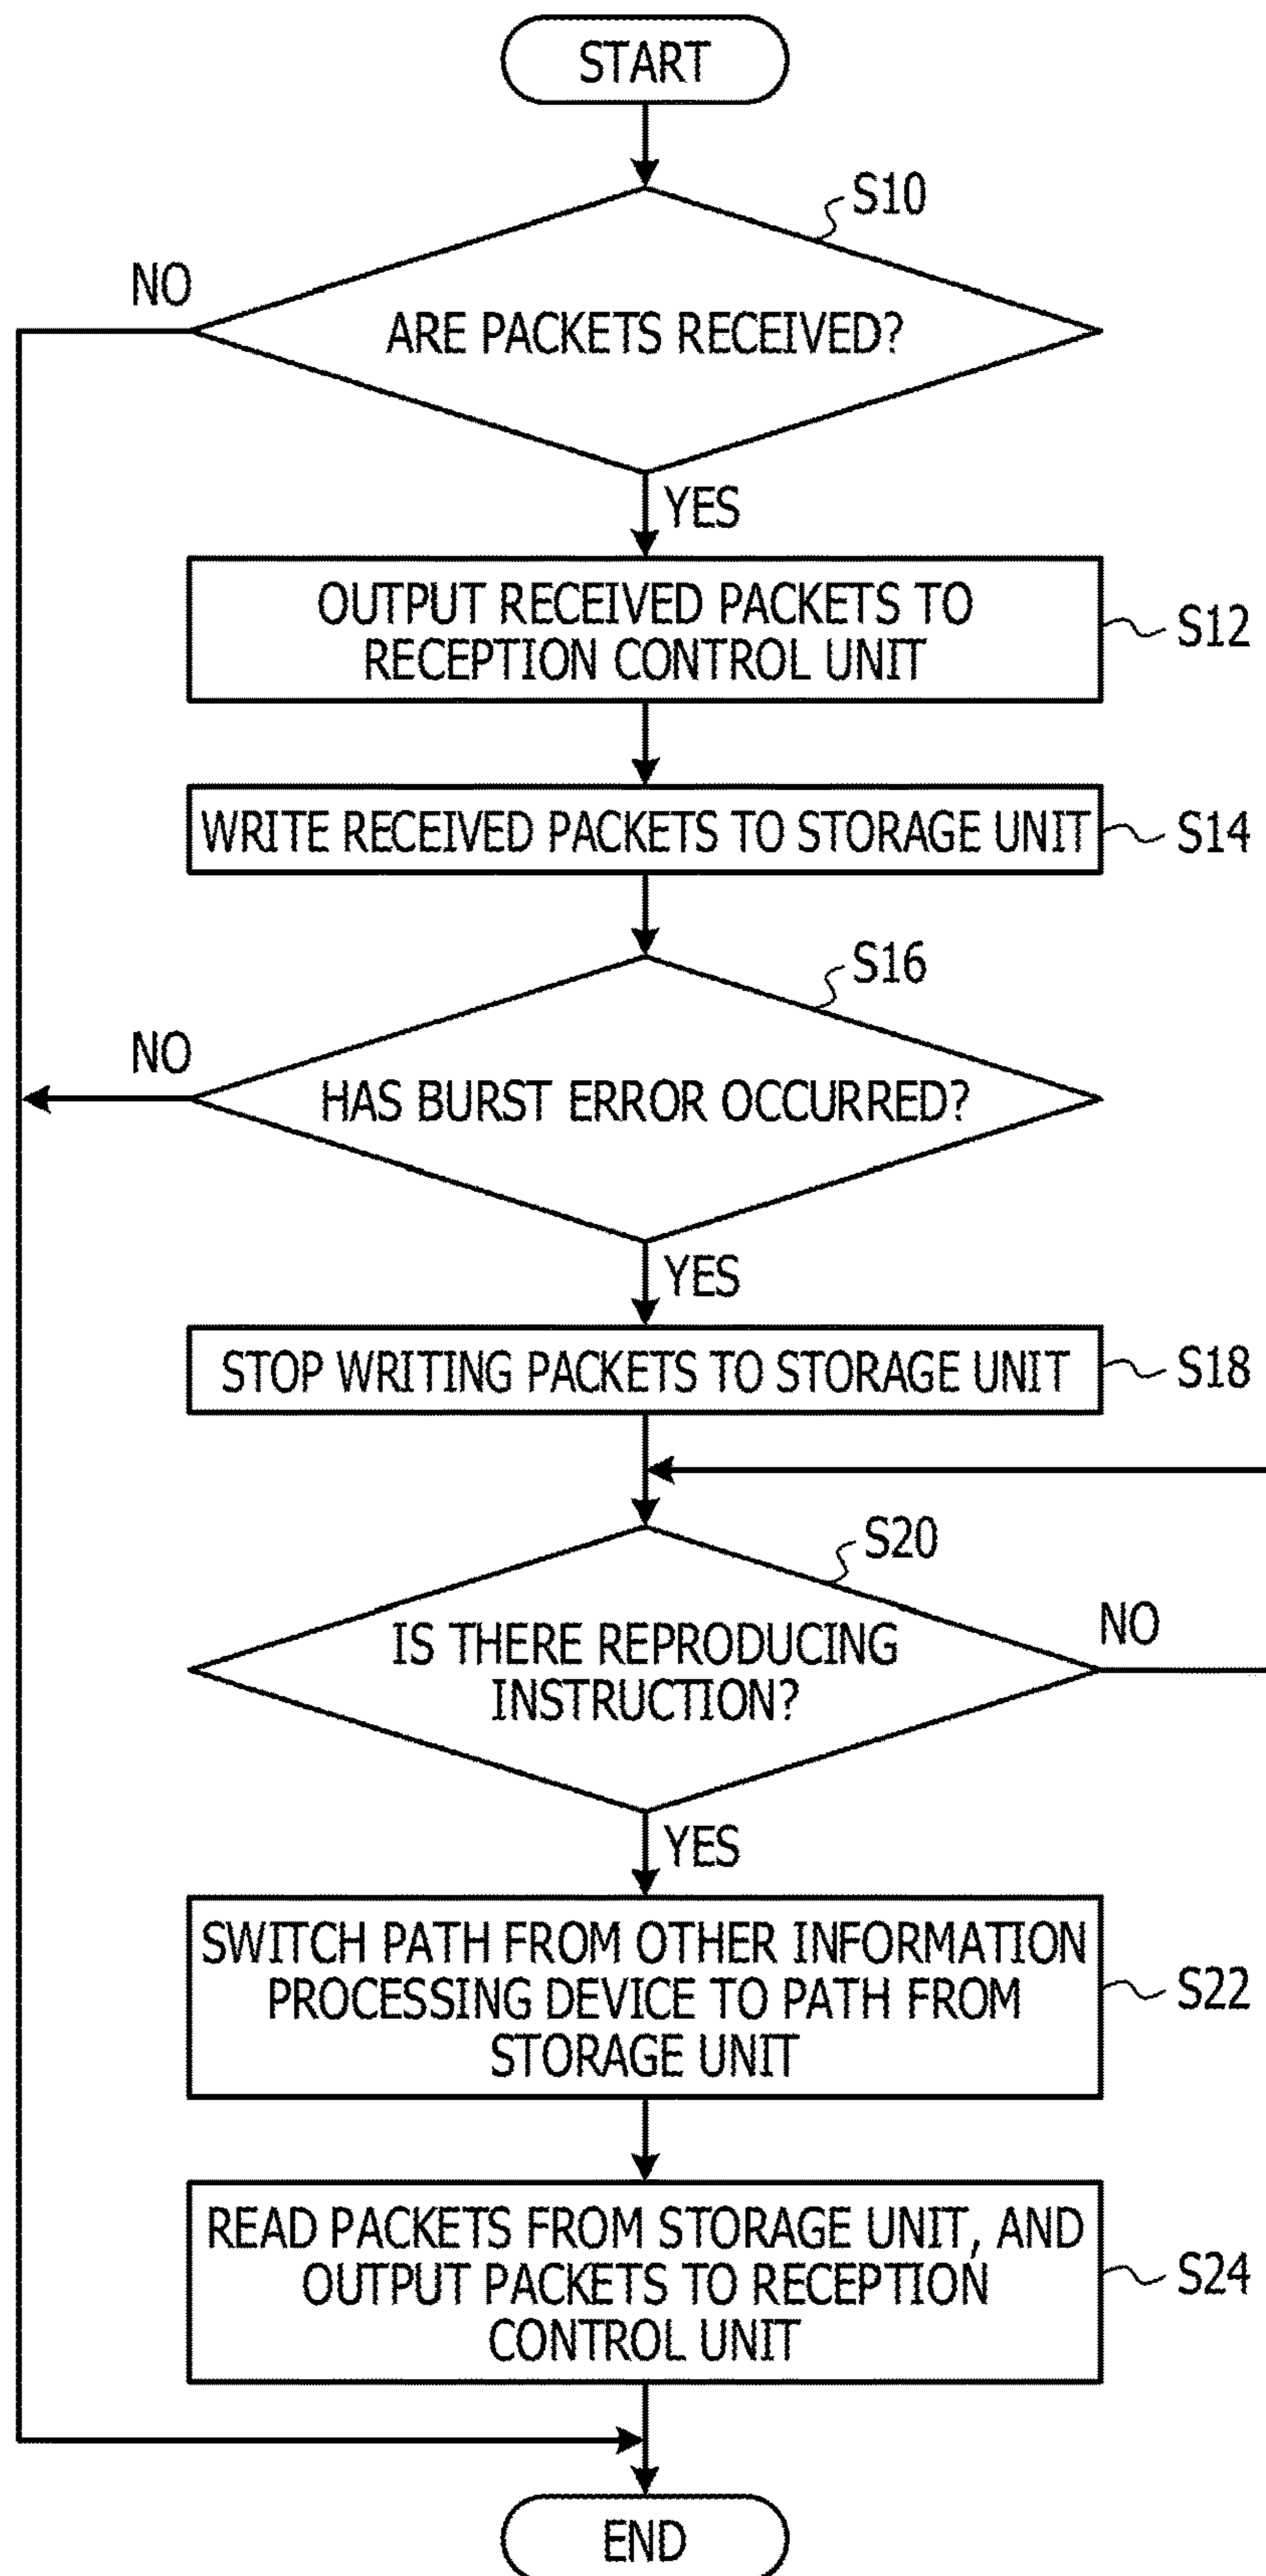 START
S10
NO
ARE PACKETS RECEIVED?
YES
OUTPUT RECEIVED PACKETS TO
RECEPTION CONTROL UNIT
S12
WRITE RECEIVED PACKETS TO STORAGE UNIT
S14
S16
NO
HAS BURST ERROR OCCURRED?
YES
STOP WRITING PACKETS TO STORAGE UNIT
S18
S20
NO
IS THERE REPRODUCING
INSTRUCTION?
YES
SWITCH PATH FROM OTHER INFORMATION
PROCESSING DEVICE TO PATH FROM
STORAGE UNIT
S22
READ PACKETS FROM STORAGE UNIT, AND
OUTPUT PACKETS TO RECEPTION
CONTROL UNIT
S24
END